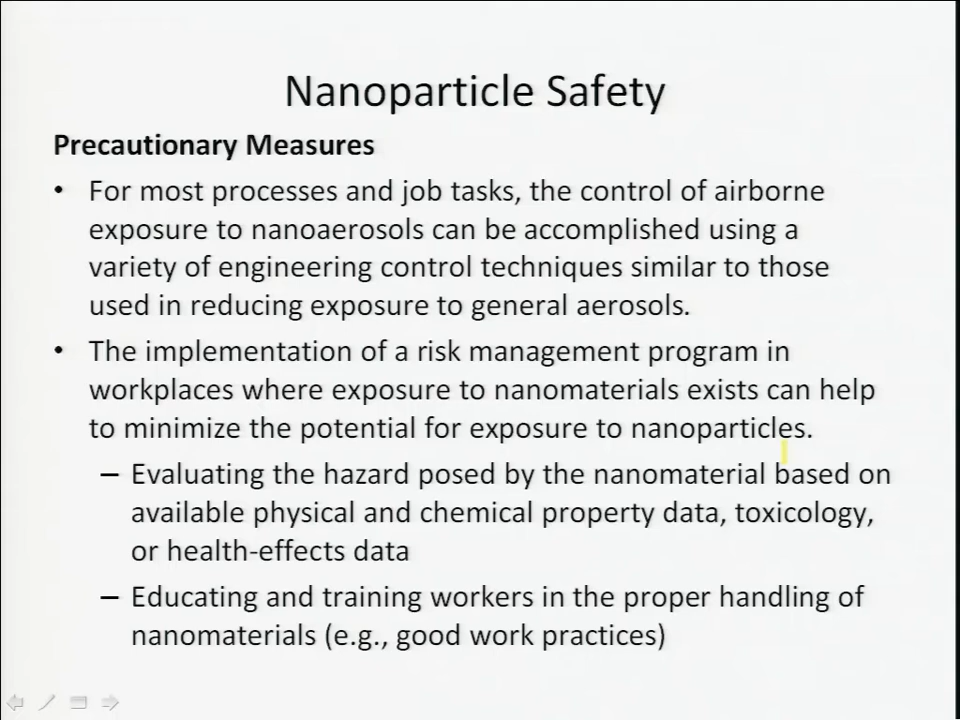 Nanoparticle Safety
Precautionary Measures
• For most processes and job tasks, the control of airborne
exposure to nanoaerosols can be accomplished using a
variety of engineering control techniques similar to those
used in reducing exposure to general aerosols.
• The implementation of a risk management program in
workplaces where exposure to nanomaterials exists can help
to minimize the potential for exposure to nanoparticles.
– Evaluating the hazard posed by the nanomaterial based on
available physical and chemical property data, toxicology,
or health-effects data
– Educating and training workers in the proper handling of
nanomaterials (e.g., good work practices)